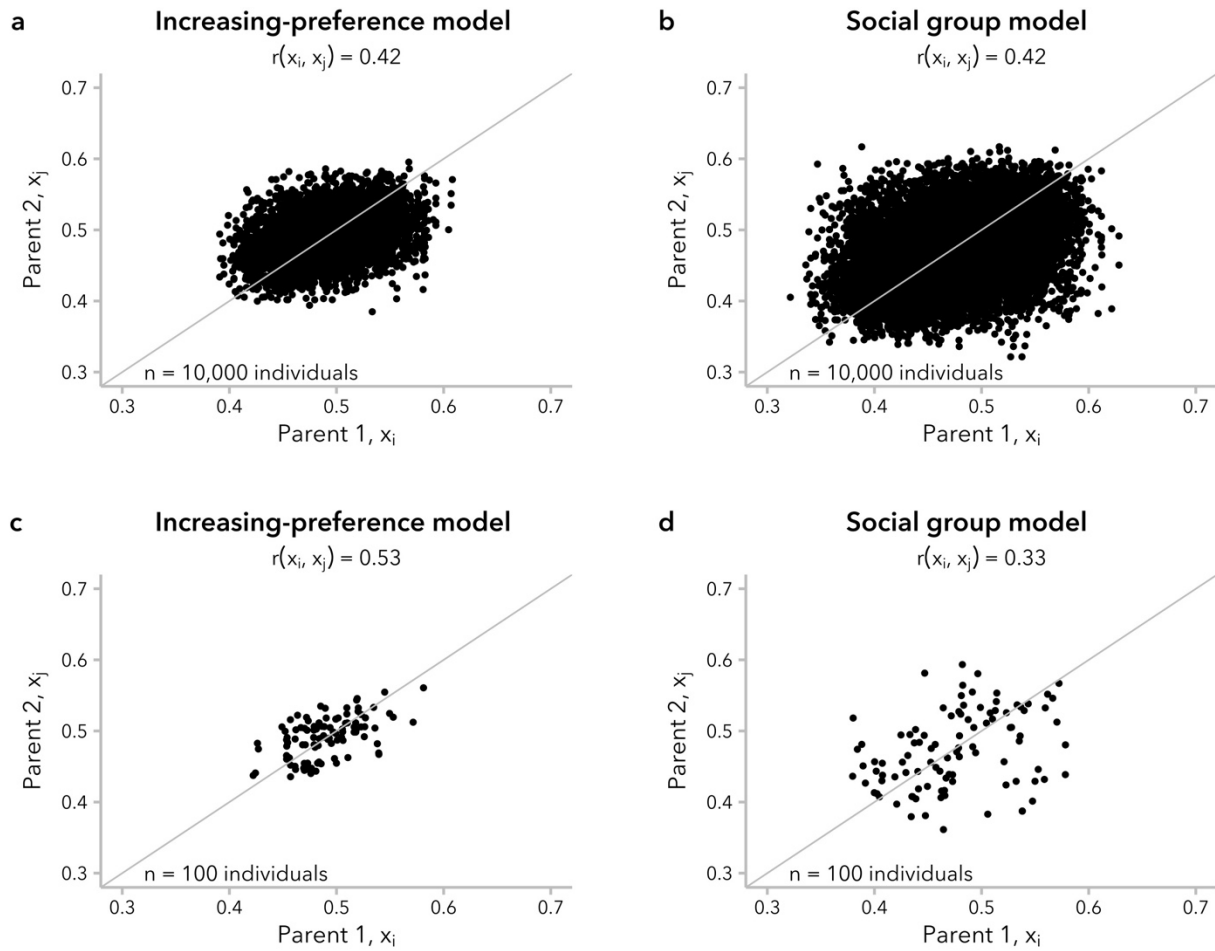 a
Increasing-preference model
r(xᵢ, xⱼ) = 0.42
0.7
0.6
0.5
0.4
0.3
Parent 2, xⱼ
n = 10,000 individuals
0.3 0.4 0.5 0.6 0.7
Parent 1, xᵢ
b
Social group model
r(xᵢ, xⱼ) = 0.42
0.7
0.6
0.5
0.4
0.3
Parent 2, xⱼ
n = 10,000 individuals
0.3 0.4 0.5 0.6 0.7
Parent 1, xᵢ
c
Increasing-preference model
r(xᵢ, xⱼ) = 0.53
0.7
0.6
0.5
0.4
0.3
Parent 2, xⱼ
n = 100 individuals
0.3 0.4 0.5 0.6 0.7
Parent 1, xᵢ
d
Social group model
r(xᵢ, xⱼ) = 0.33
0.7
0.6
0.5
0.4
0.3
Parent 2, xⱼ
n = 100 individuals
0.3 0.4 0.5 0.6 0.7
Parent 1, xᵢ